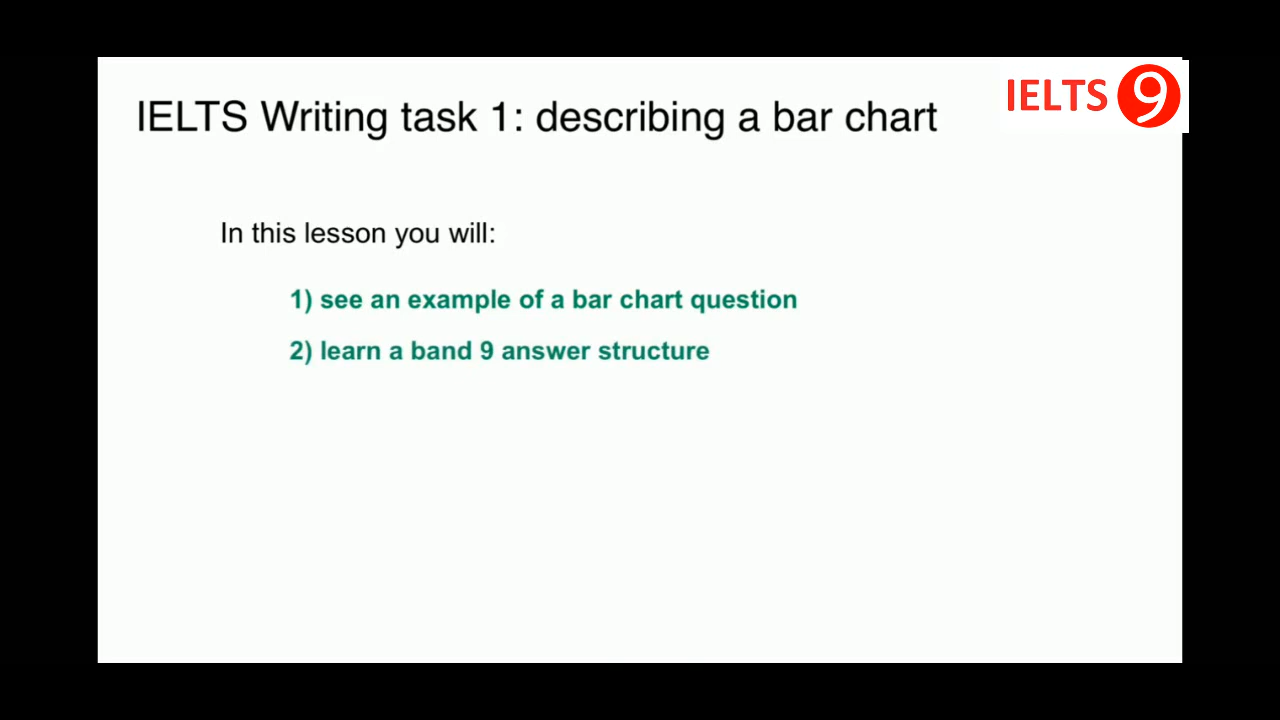 IELTS Writing task 1: describing a bar chart
IELTS 9
In this lesson you will:
1) see an example of a bar chart question
2) learn a band 9 answer structure